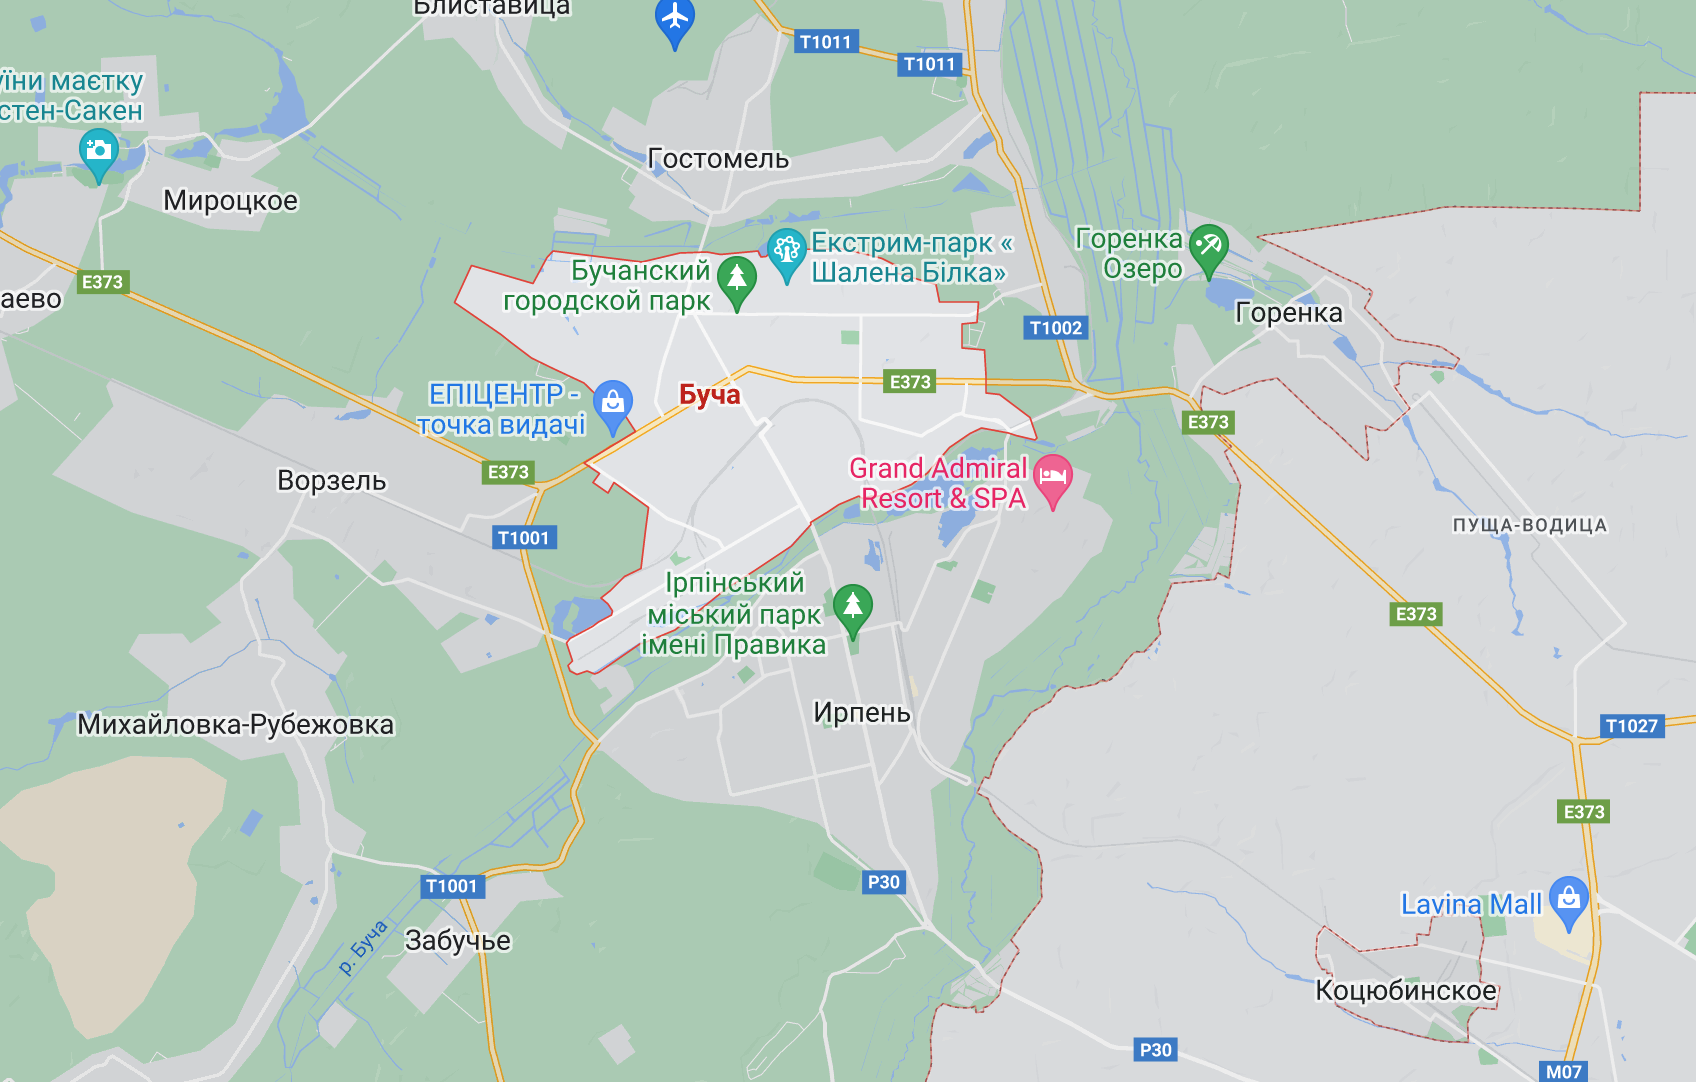 Блиставица
T1011
T1011
їни маєтку
стен-Сакен
Гостомель
Мироцкое
Екстрим-парк «
Шалена Білка»
Горенка
Озеро
Бучанский
городской парк
E373
аево
Горенка
T1002
E373
ЕПІЦЕНТР -
точка видачі
Буча
E373
Grand Admiral
Resort & SPA
E373
Ворзель
T1001
ПУЩА-ВОДИЦА
Ірпінський
міський парк
імені Правика
E373
Ирпень
Михайловка-Рубежовка
T1027
E373
P30
T1001
Lavina Mall
Забучье
р. Буча
Коцюбинское
P30
M07